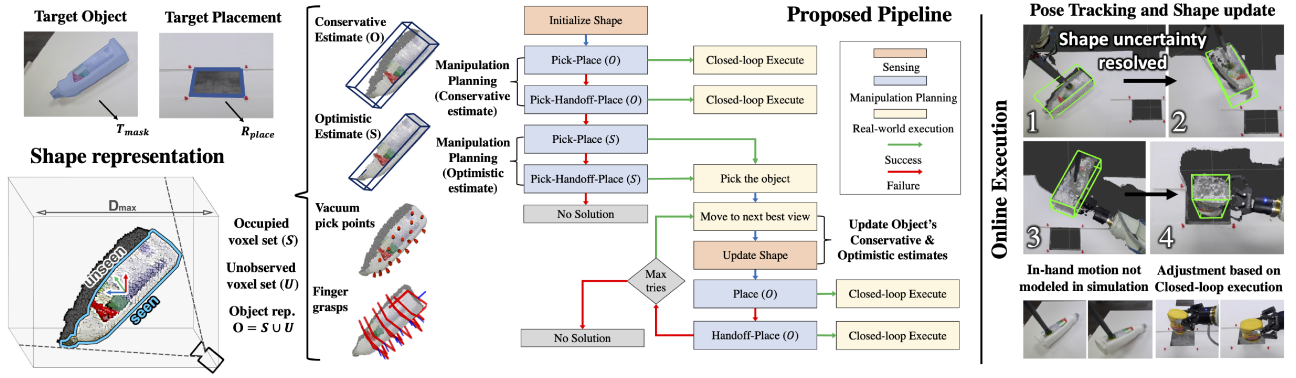 Target Object
Target Placement
T_mask
R_place
Shape representation
D_max
unseen
seen
Occupied
voxel set (S)
Unobserved
voxel set (U)
Object rep.
O = S ∪ U
Conservative
Estimate (O)
Optimistic
Estimate (S)
Vacuum
pick points
Finger
grasps
Proposed Pipeline
Initialize Shape
Manipulation
Planning
(Conservative
estimate)
Pick-Place (O)
Closed-loop Execute
Pick-Handoff-Place (O)
Closed-loop Execute
Manipulation
Planning
(Optimistic
estimate)
Pick-Place (S)
Pick-Handoff-Place (S)
Pick the object
No Solution
Move to next best view
Update Shape
Update Object's
Conservative &
Optimistic estimates
Max
tries
Place (O)
Closed-loop Execute
No Solution
Handoff-Place (O)
Closed-loop Execute
Sensing
Manipulation Planning
Real-world execution
Success
Failure
Online Execution
Pose Tracking and Shape update
Shape uncertainty
resolved
1
2
3
4
In-hand motion not
modeled in simulation
Adjustment based on
Closed-loop execution